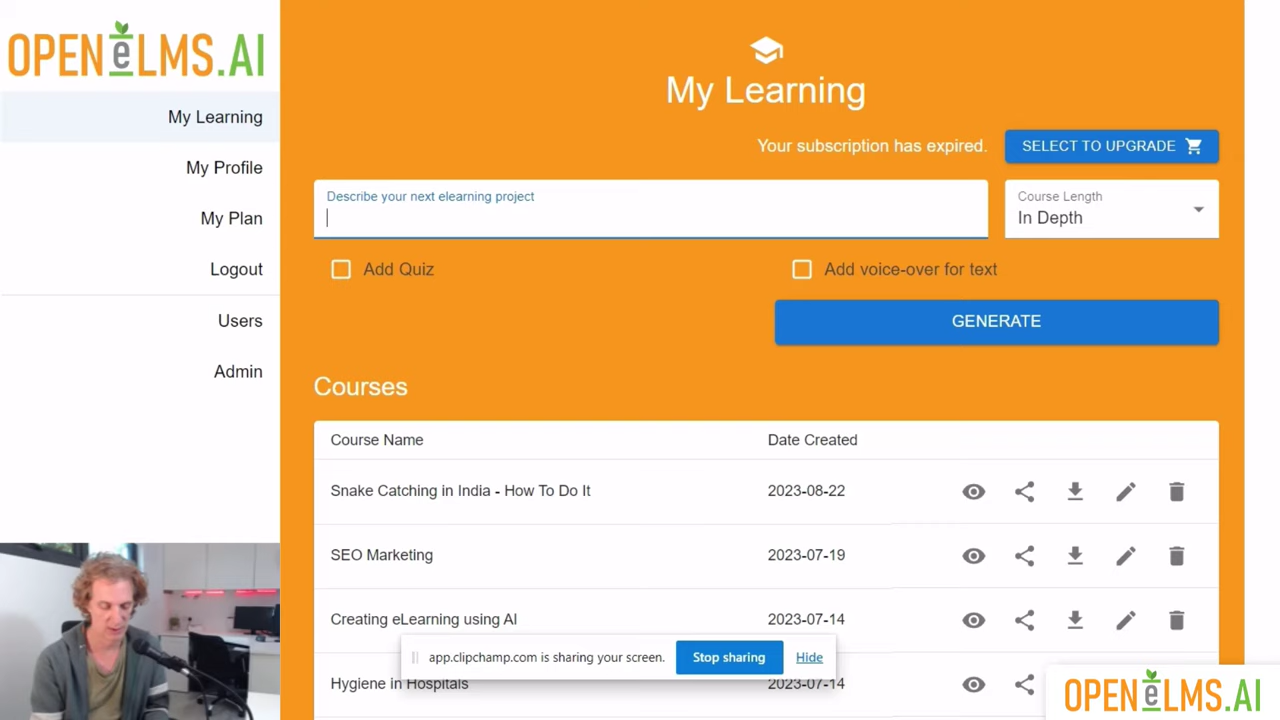 OPEN eLMS.AI
My Learning
My Profile
My Plan
Logout
Users
Admin
My Learning
Your subscription has expired.
SELECT TO UPGRADE
Describe your next elearning project
Course Length
In Depth
Add Quiz
Add voice-over for text
GENERATE
Courses
Course Name Date Created
Snake Catching in India - How To Do It 2023-08-22
SEO Marketing 2023-07-19
Creating eLearning using AI 2023-07-14
app.clipchamp.com is sharing your screen. Stop sharing Hide
Hygiene in Hospitals 2023-07-14
OPEN eLMS.AI